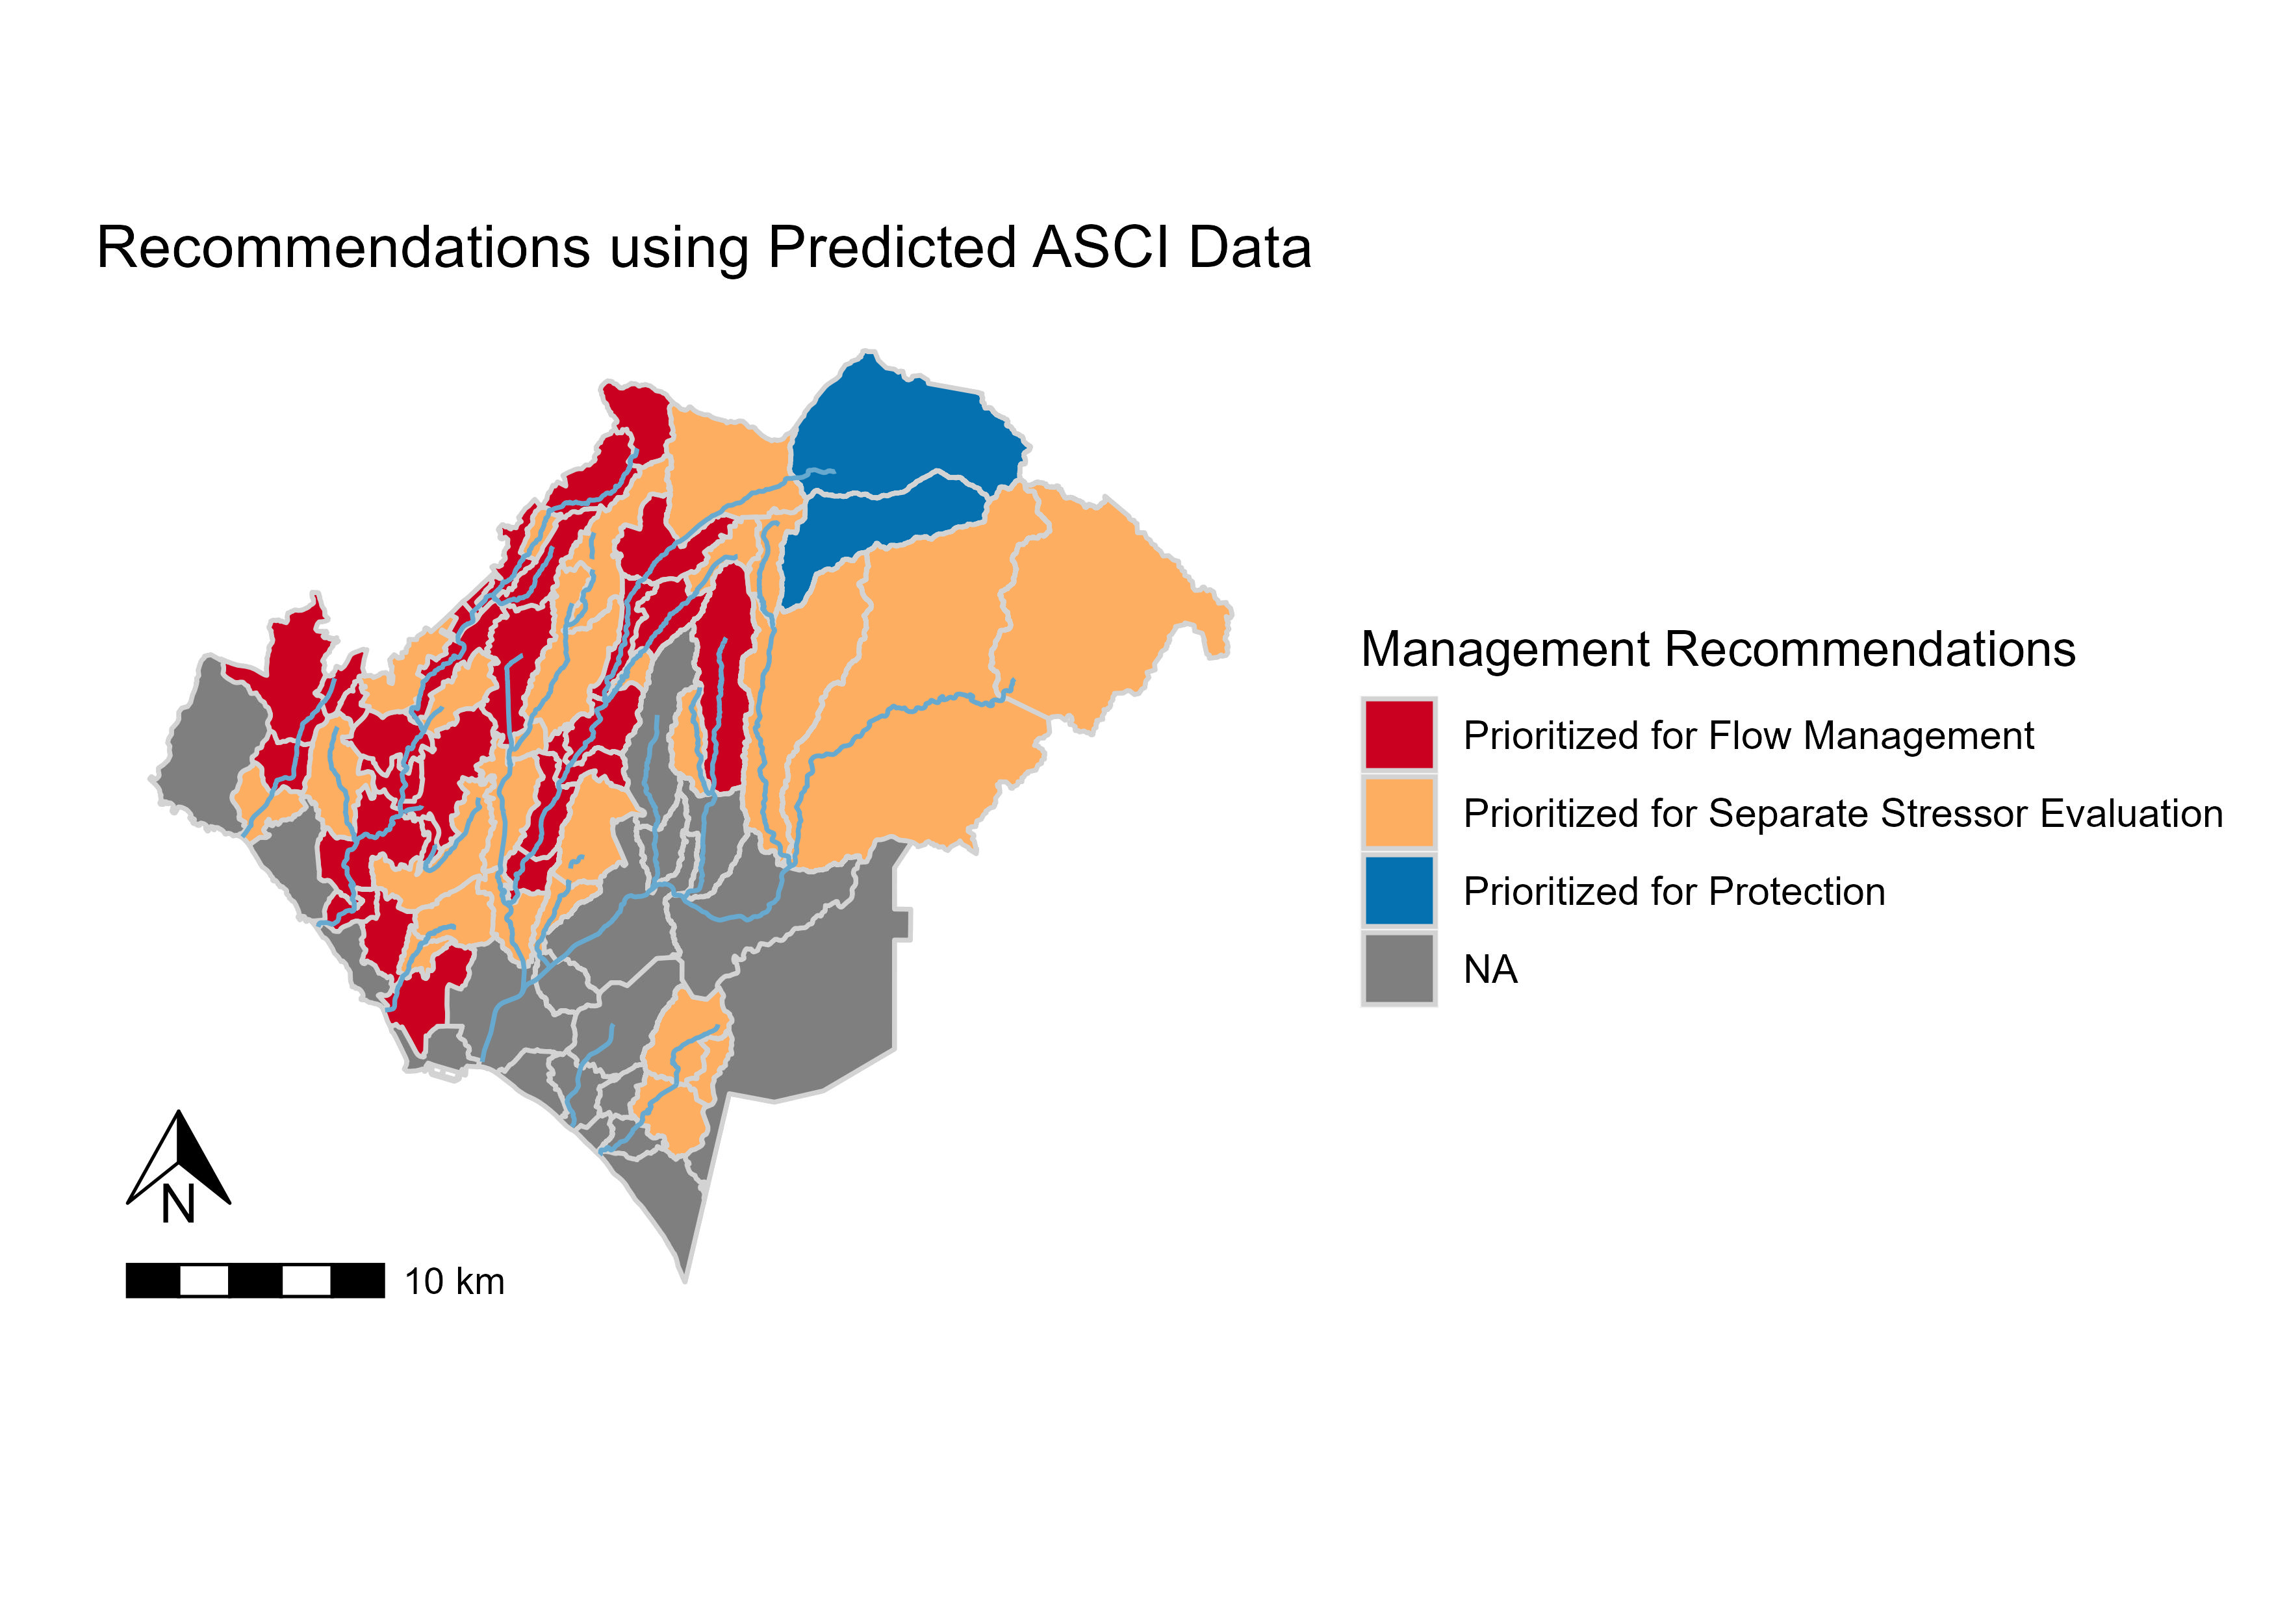 Recommendations using Predicted ASCI Data
Management Recommendations
Prioritized for Flow Management
Prioritized for Separate Stressor Evaluation
Prioritized for Protection
NA
N
10 km